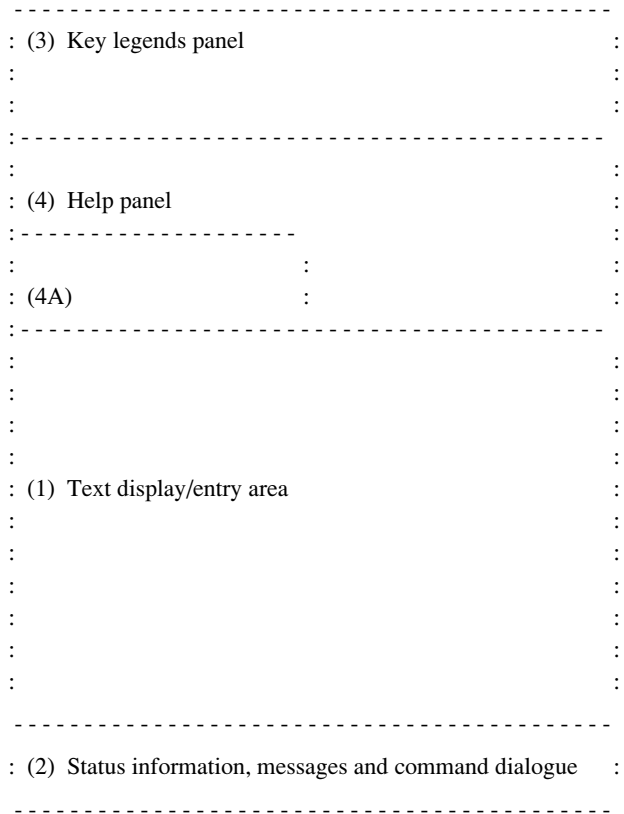 - - - - - - - - - - - - - - - - - - - - - - - - - - - - - - - - - - - - - - - - - - -
: (3) Key legends panel :
: :
: :
:- - - - - - - - - - - - - - - - - - - - - - - - - - - - - - - - - - - - - - - - - -
: :
: (4) Help panel :
:- - - - - - - - - - - - - - - - - - - - :
: : :
: (4A) : :
:- - - - - - - - - - - - - - - - - - - - - - - - - - - - - - - - - - - - - - - - - -
: :
: :
: :
: :
: (1) Text display/entry area :
: :
: :
: :
: :
: :
: :
- - - - - - - - - - - - - - - - - - - - - - - - - - - - - - - - - - - - - - - - - - -
: (2) Status information, messages and command dialogue :
- - - - - - - - - - - - - - - - - - - - - - - - - - - - - - - - - - - - - - - - - - -